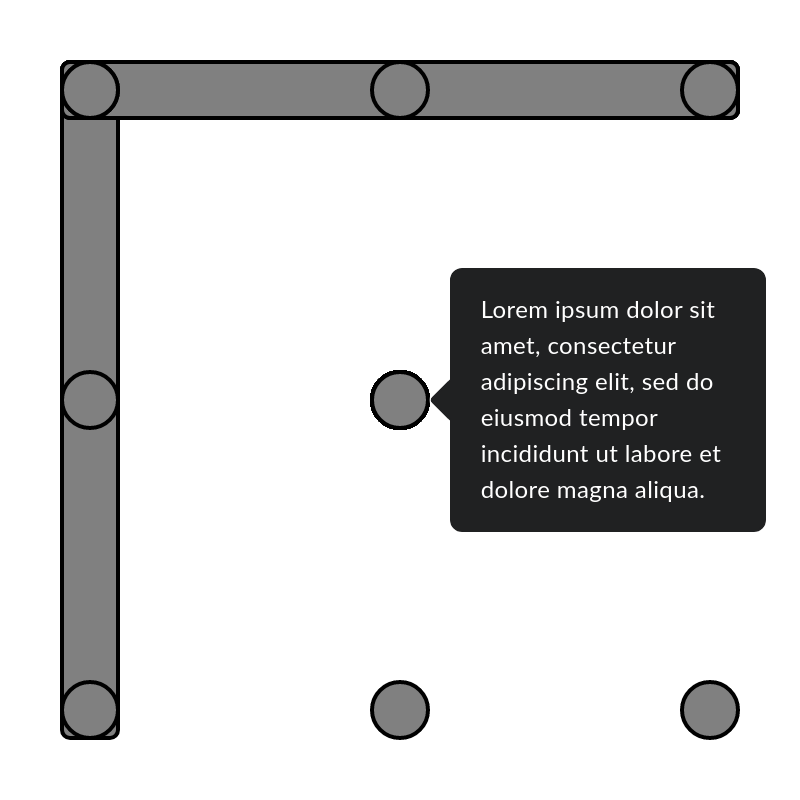 Lorem ipsum dolor sit
amet, consectetur
adipiscing elit, sed do
eiusmod tempor
incididunt ut labore et
dolore magna aliqua.